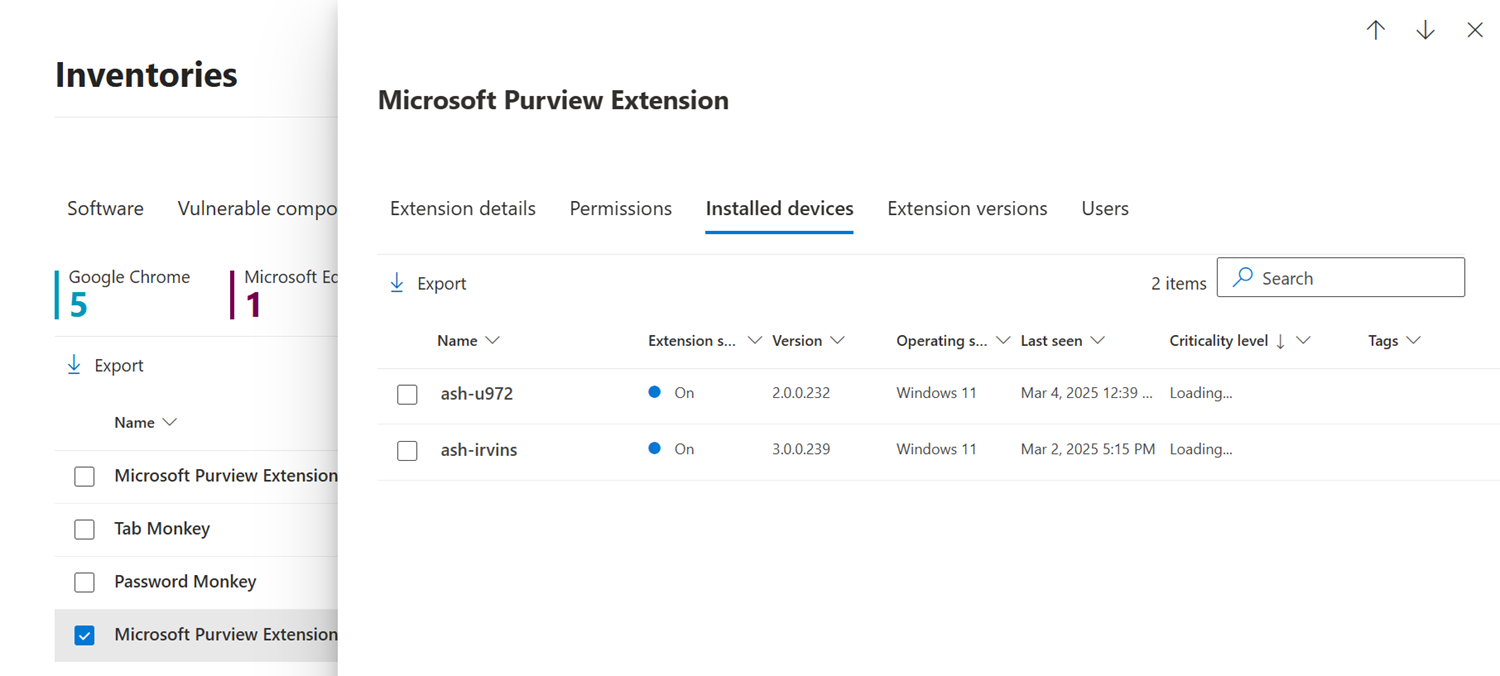 Inventories
Software Vulnerable compo
Google Chrome Microsoft Ec
5 1
Export
Name
Microsoft Purview Extension
Tab Monkey
Password Monkey
Microsoft Purview Extension
Microsoft Purview Extension
Extension details Permissions Installed devices Extension versions Users
Export 2 items Search
Name Extension s... Version Operating s... Last seen Criticality level Tags
ash-u972 On 2.0.0.232 Windows 11 Mar 4, 2025 12:39 ... Loading...
ash-irvins On 3.0.0.239 Windows 11 Mar 2, 2025 5:15 PM Loading...